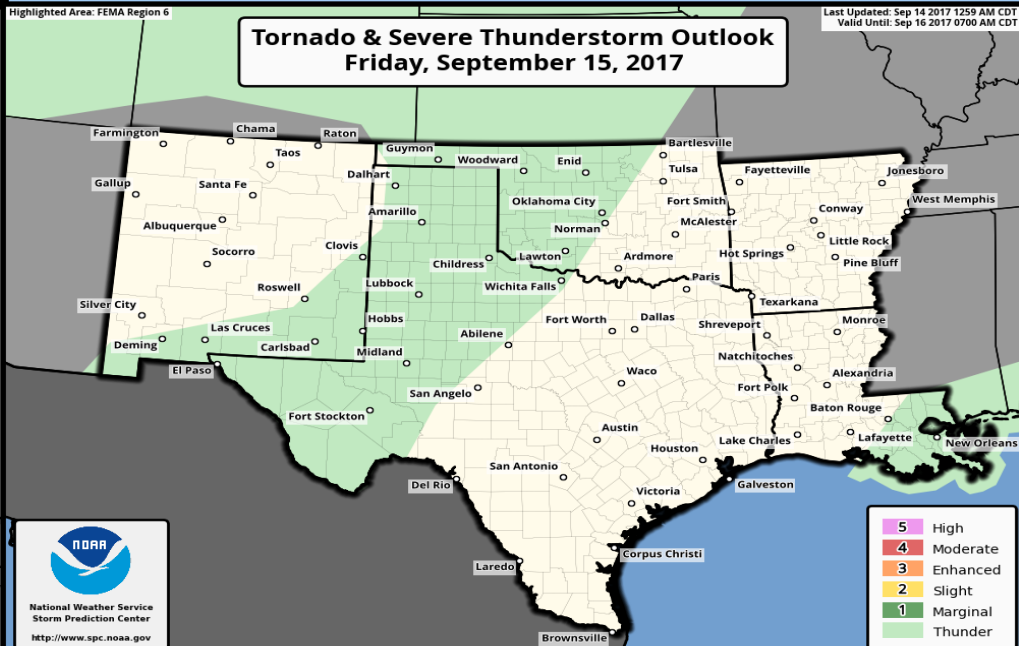 Highlighted Area: FEMA Region 6
Last Updated: Sep 14 2017 1259 AM CDT
Valid Until: Sep 16 2017 0700 AM CDT
Tornado & Severe Thunderstorm Outlook
Friday, September 15, 2017
Farmington
Chama
Raton
Taos
Guymon
Woodward
Enid
Bartlesville
Gallup
Santa Fe
Dalhart
Tulsa
Fayetteville
Jonesboro
Albuquerque
Amarillo
Oklahoma City
Fort Smith
Conway
West Memphis
Norman
McAlester
Socorro
Clovis
Childress
Lawton
Ardmore
Hot Springs
Little Rock
Pine Bluff
Roswell
Lubbock
Wichita Falls
Paris
Texarkana
Silver City
Hobbs
Fort Worth
Dallas
Shreveport
Monroe
Deming
Las Cruces
Carlsbad
Midland
Abilene
Natchitoches
El Paso
San Angelo
Waco
Fort Polk
Alexandria
Fort Stockton
Austin
Baton Rouge
Houston
Lake Charles
Lafayette
New Orleans
Del Rio
San Antonio
Victoria
Galveston
Laredo
Corpus Christi
Brownsville
NOAA
National Weather Service
Storm Prediction Center
http://www.spc.noaa.gov
5 High
4 Moderate
3 Enhanced
2 Slight
1 Marginal
Thunder